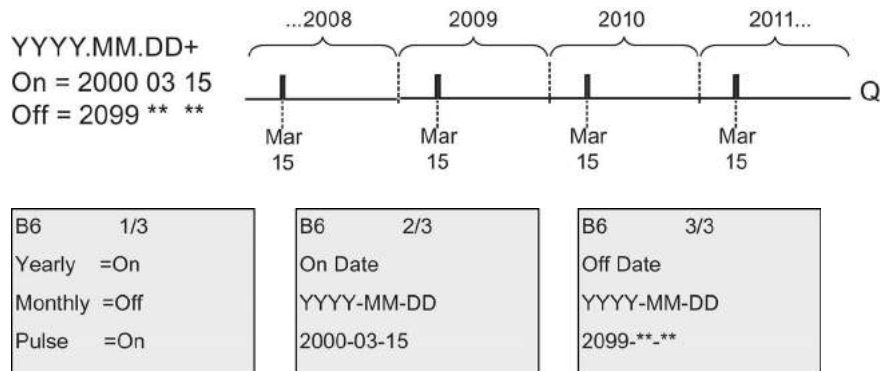 ...2008 2009 2010 2011...
YYYY.MM.DD+
On = 2000 03 15
Off = 2099 ** **
Q
Mar Mar Mar Mar
15 15 15 15
B6 1/3
Yearly =On
Monthly =Off
Pulse =On
B6 2/3
On Date
YYYY-MM-DD
2000-03-15
B6 3/3
Off Date
YYYY-MM-DD
2099-**-**